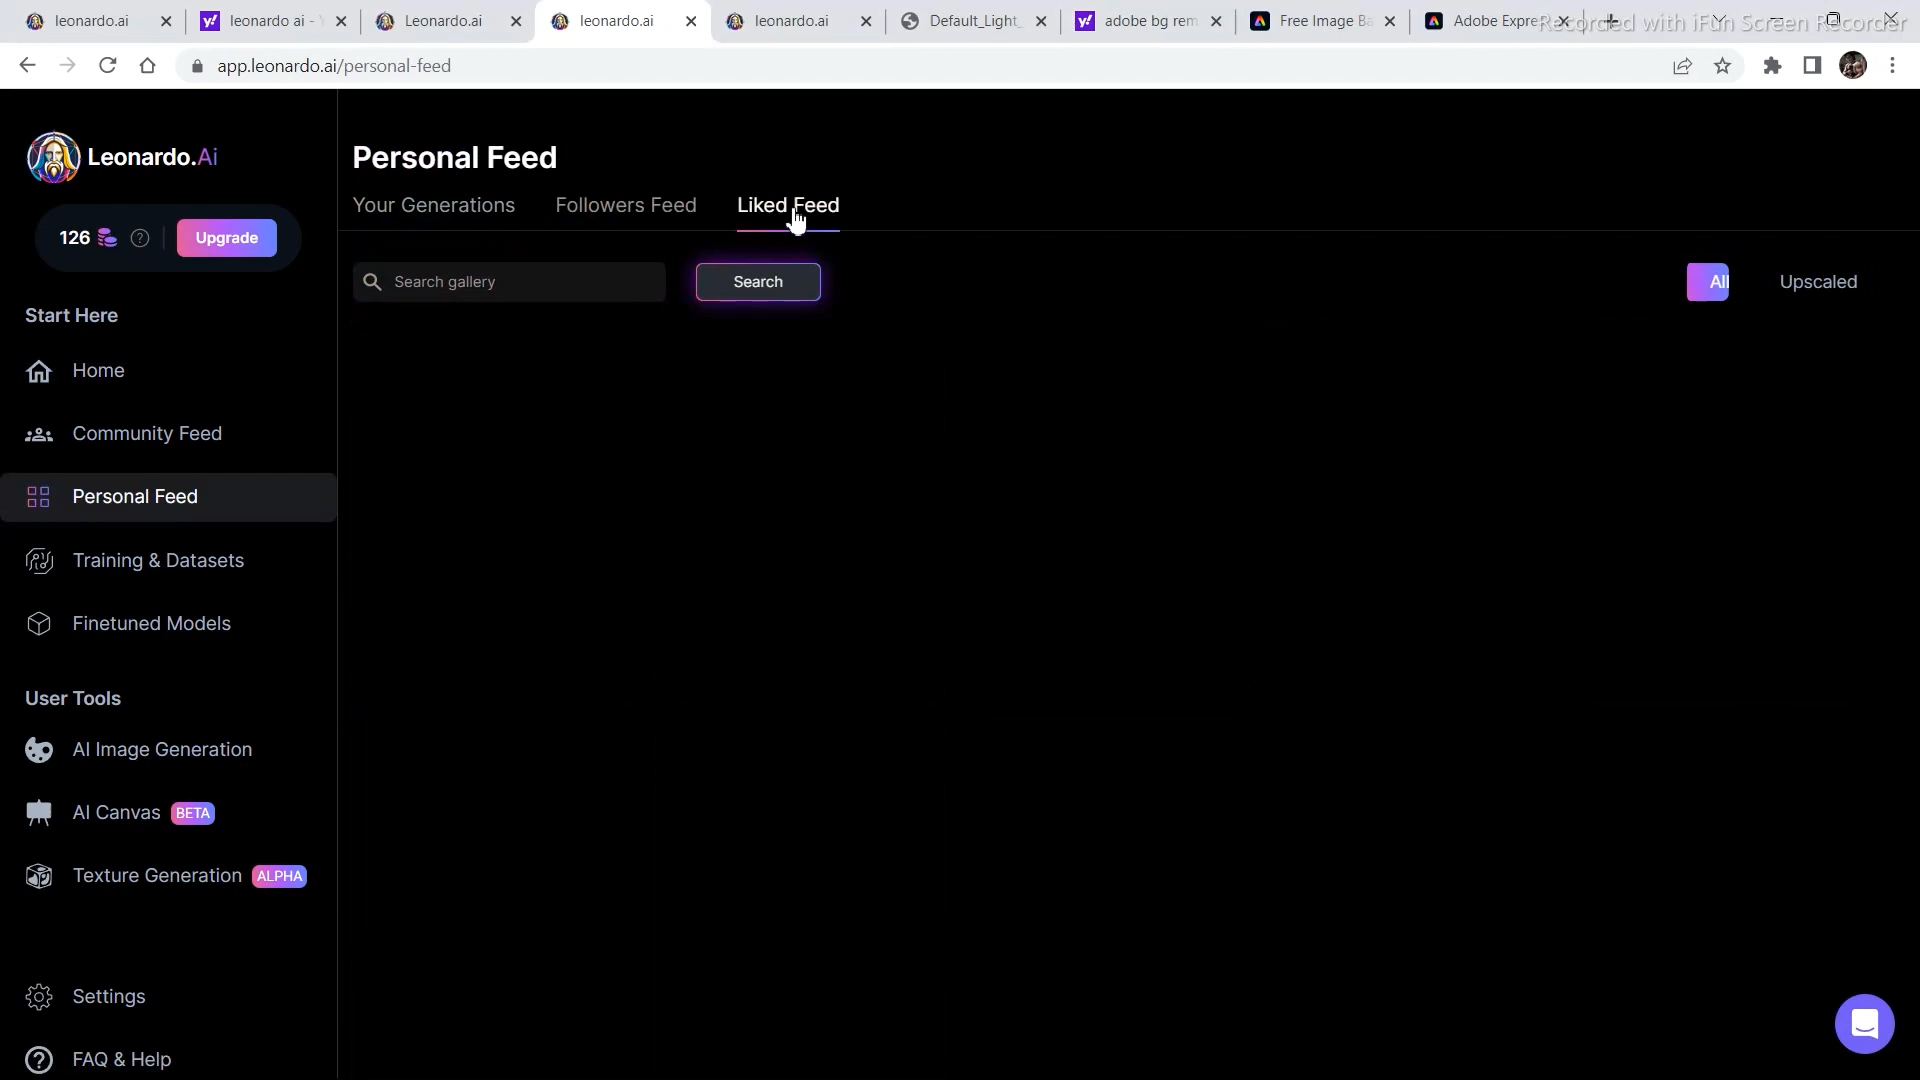 leonardo.ai
leonardo ai - Y
Leonardo.ai
leonardo.ai
leonardo.ai
Default_Light_
adobe bg rem
Free Image Ba
Adobe Expre
Recorded with iFun Screen Recorder
app.leonardo.ai/personal-feed
Leonardo.Ai
126
Upgrade
Start Here
Home
Community Feed
Personal Feed
Training & Datasets
Finetuned Models
User Tools
AI Image Generation
AI Canvas BETA
Texture Generation ALPHA
Settings
FAQ & Help
Personal Feed
Your Generations
Followers Feed
Liked Feed
Search gallery
Search
All
Upscaled